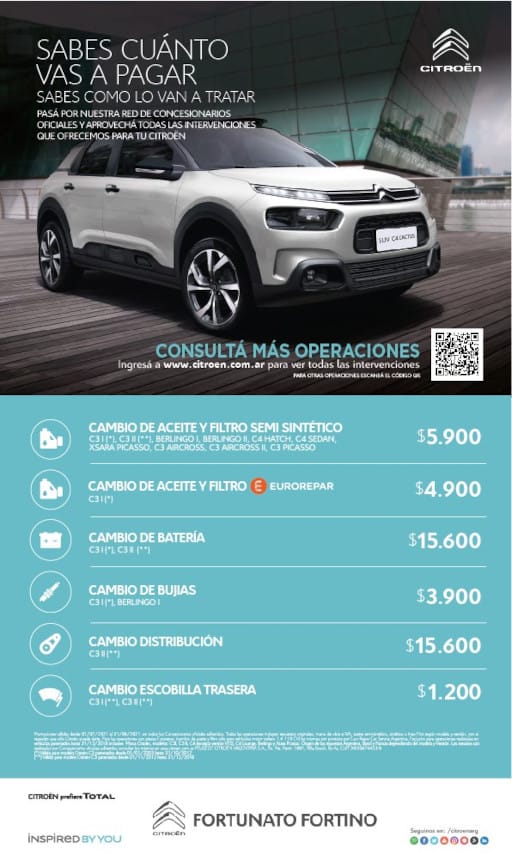 SABES CUÁNTO
VAS A PAGAR
SABES COMO LO VAN A TRATAR
PASÁ POR NUESTRA RED DE CONCESIONARIOS
OFICIALES Y APROVECHÁ TODAS LAS INTERVENCIONES
QUE OFRECEMOS PARA TU CITROËN
CITROËN
SUV C4 CACTUS
CONSULTÁ MÁS OPERACIONES
Ingresá a www.citroen.com.ar para ver todas las intervenciones
PARA OTRAS OPERACIONES ESCANEÁ EL CÓDIGO QR
CAMBIO DE ACEITE Y FILTRO SEMI SINTÉTICO
C3 I (*), C3 II (**), BERLINGO I, BERLINGO II, C4 HATCH, C4 SEDAN,
XSARA PICASSO, C3 AIRCROSS, C3 AIRCROSS II, C3 PICASSO
$5.900
CAMBIO DE ACEITE Y FILTRO EUROREPAR
C3 I (*)
$4.900
CAMBIO DE BATERÍA
C3 I (*), C3 II (**)
$15.600
CAMBIO DE BUJIAS
C3 I (*), BERLINGO I
$3.900
CAMBIO DISTRIBUCIÓN
C3 II (**)
$15.600
CAMBIO ESCOBILLA TRASERA
C3 I (**), C3 II (**)
$1.200
CITROËN prefiere TOTAL
INSPIRED BY YOU
CITROËN
FORTUNATO FORTINO
Seguinos en: /citroenarg